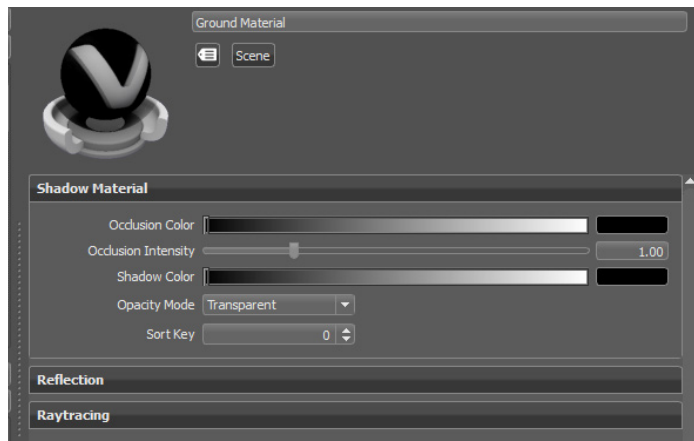 Ground Material
Scene
Shadow Material
Occlusion Color
Occlusion Intensity 1.00
Shadow Color
Opacity Mode Transparent
Sort Key 0
Reflection
Raytracing